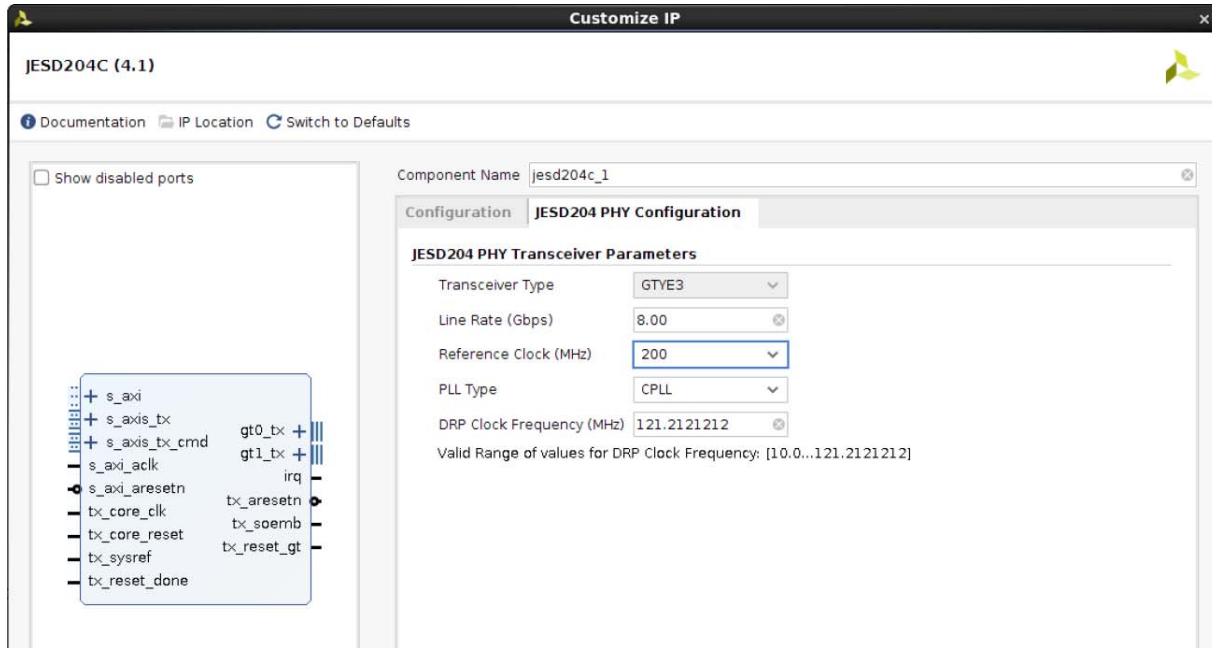 Customize IP
JESD204C (4.1)
Documentation IP Location Switch to Defaults
Show disabled ports
s_axi
s_axis_tx
s_axis_tx_cmd
s_axi_aclk
s_axi_aresetn
tx_core_clk
tx_core_reset
tx_sysref
tx_reset_done
gt0_tx
gt1_tx
irq
tx_aresetn
tx_soemb
tx_reset_gt
Component Name jesd204c_1
Configuration JESD204 PHY Configuration
JESD204 PHY Transceiver Parameters
Transceiver Type GTYE3
Line Rate (Gbps) 8.00
Reference Clock (MHz) 200
PLL Type CPLL
DRP Clock Frequency (MHz) 121.2121212
Valid Range of values for DRP Clock Frequency: [10.0...121.2121212]